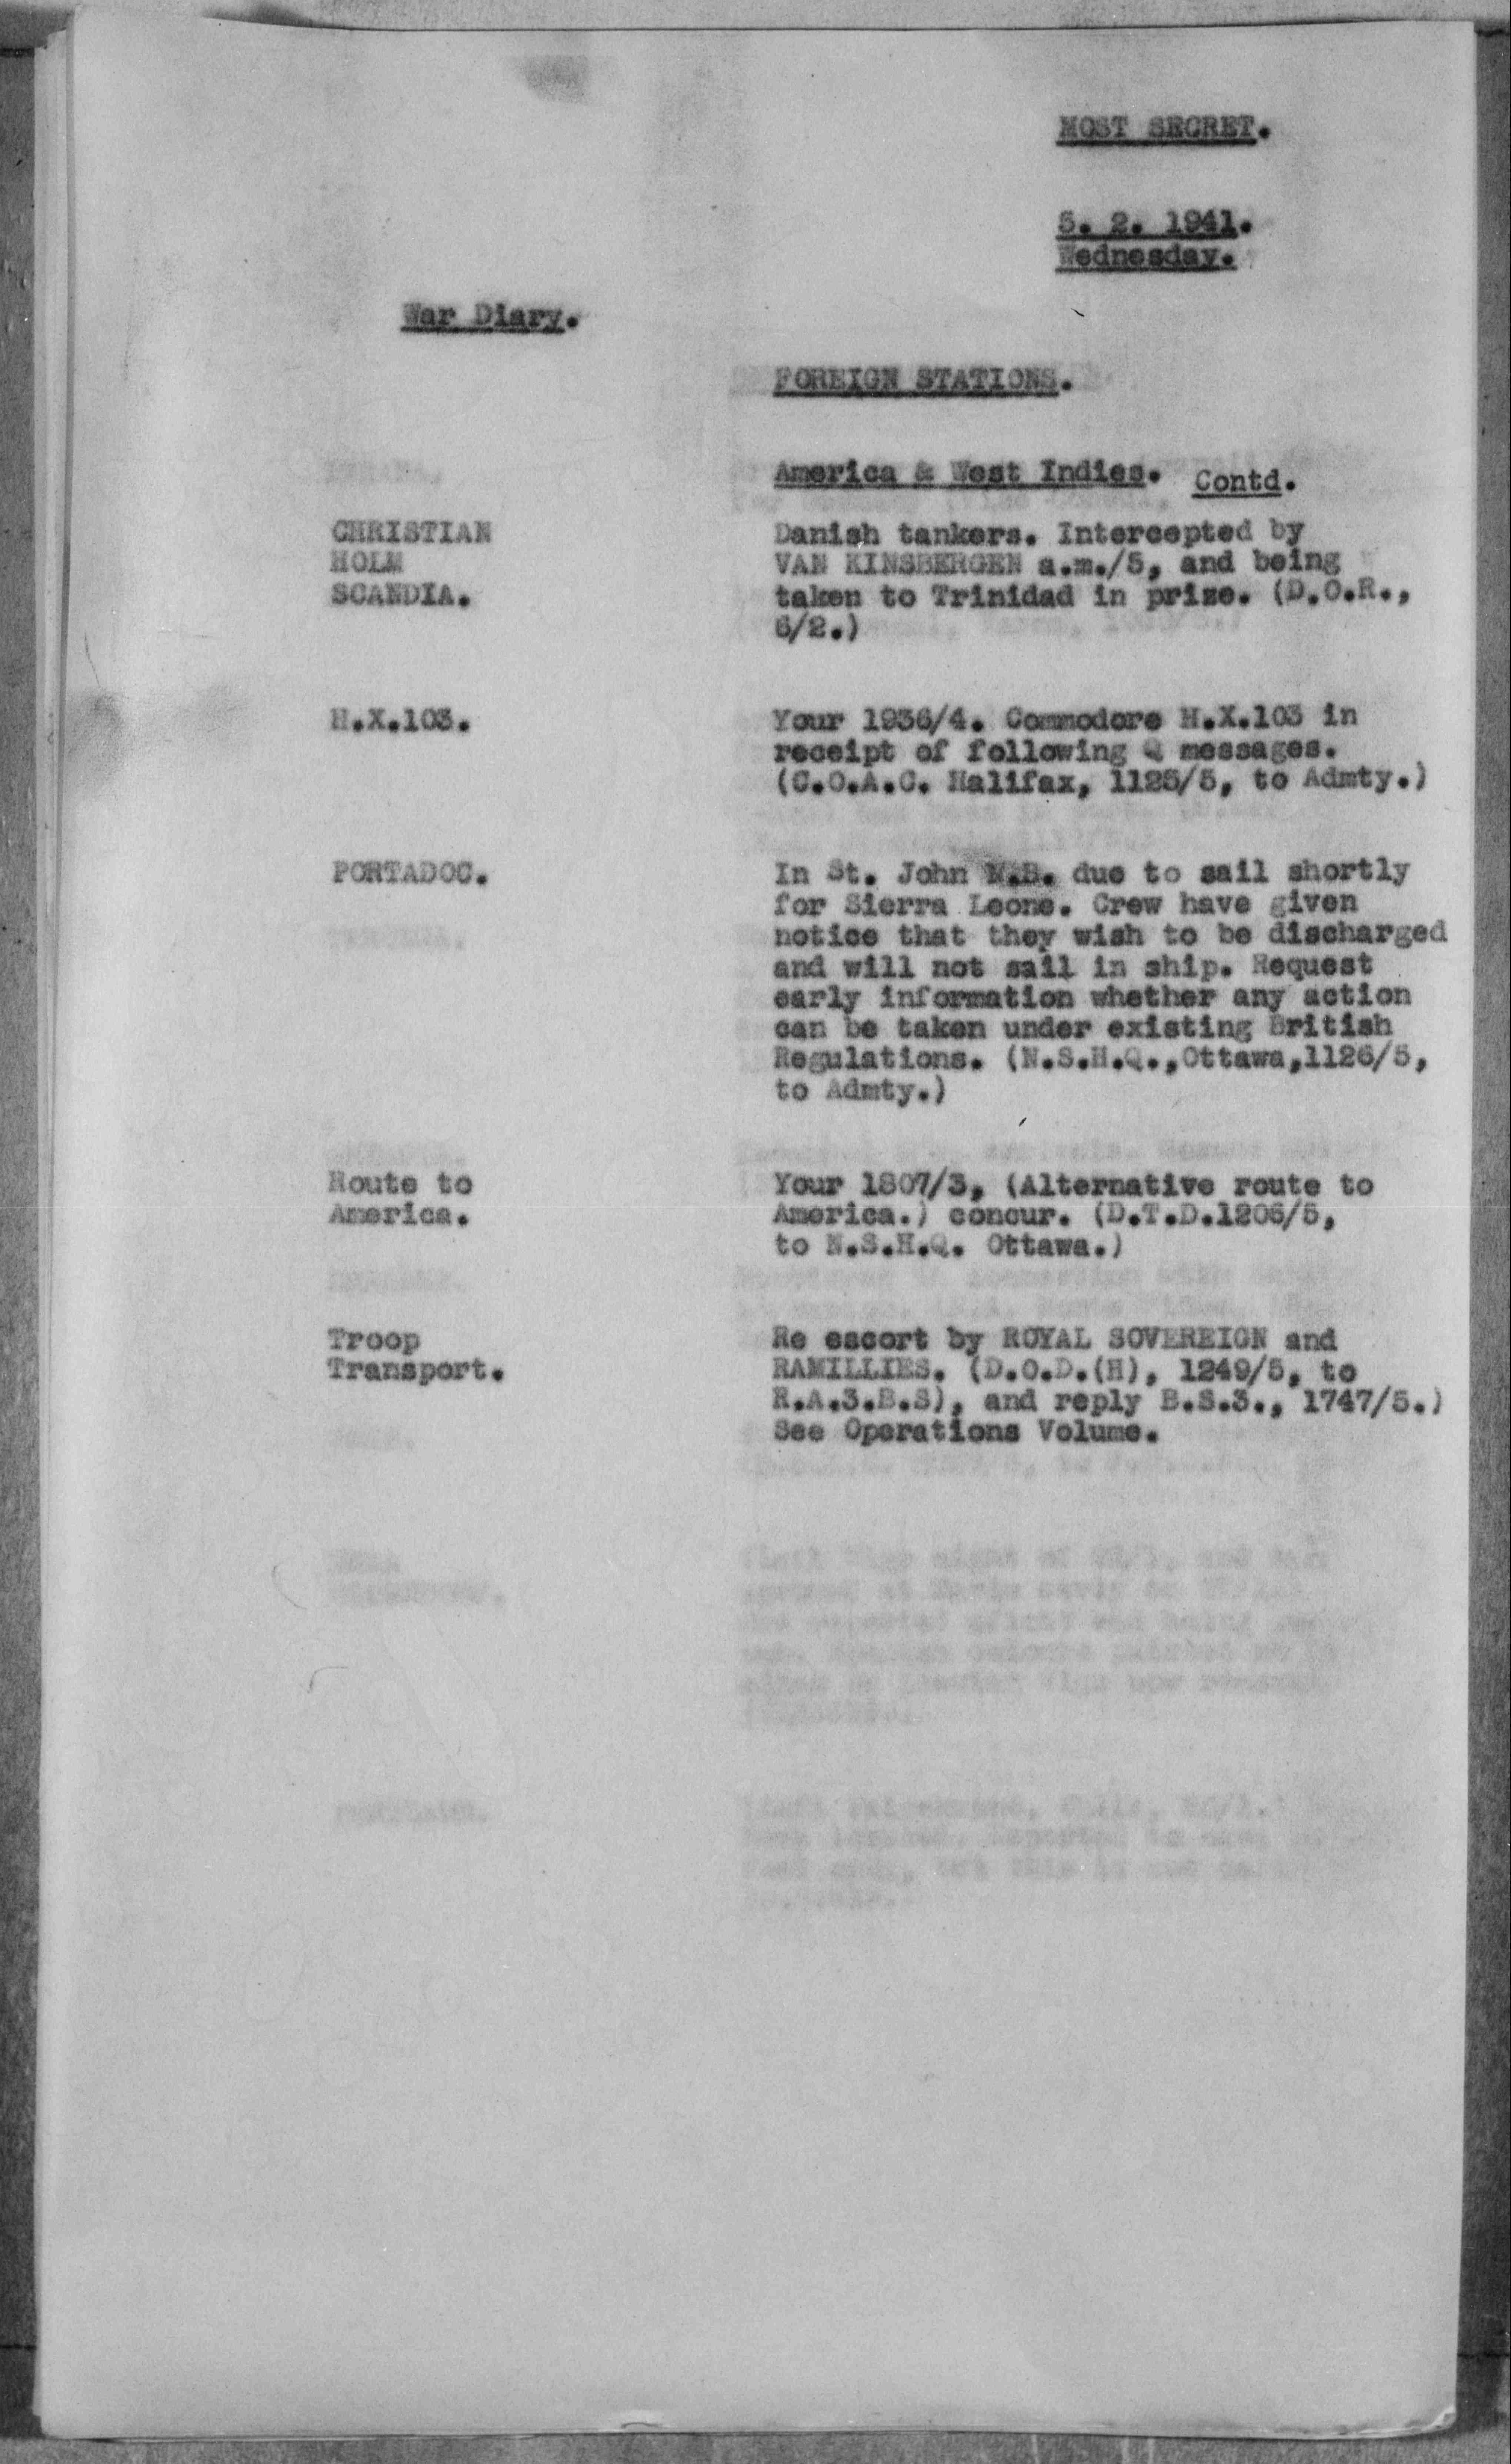 MOST SECRET.
5. 2. 1941.
Wednesday.
War Diary.
FOREIGN STATIONS.
America & West Indies. Contd.
CHRISTIAN
HOLM
SCANDIA.
Danish tankers. Intercepted by
VAN KINSBERGEN a.m./5, and being
taken to Trinidad in prize. (D.O.R.,
6/2.)
H.X.103.
Your 1936/4. Commodore H.X.103 in
receipt of following Q messages.
(C.O.A.C. Halifax, 1125/5, to Admty.)
PORTADOC.
In St. John N.B. due to sail shortly
for Sierra Leone. Crew have given
notice that they wish to be discharged
and will not sail in ship. Request
early information whether any action
can be taken under existing British
Regulations. (N.S.H.Q.,Ottawa,1126/5,
to Admty.)
Route to
America.
Your 1807/3, (Alternative route to
America.) concur. (D.T.D.1206/5,
to N.S.H.Q. Ottawa.)
Troop
Transport.
Re escort by ROYAL SOVEREIGN and
RAMILLIES. (D.O.D.(H), 1249/5, to
R.A.3.B.S), and reply B.S.3., 1747/5.)
See Operations Volume.